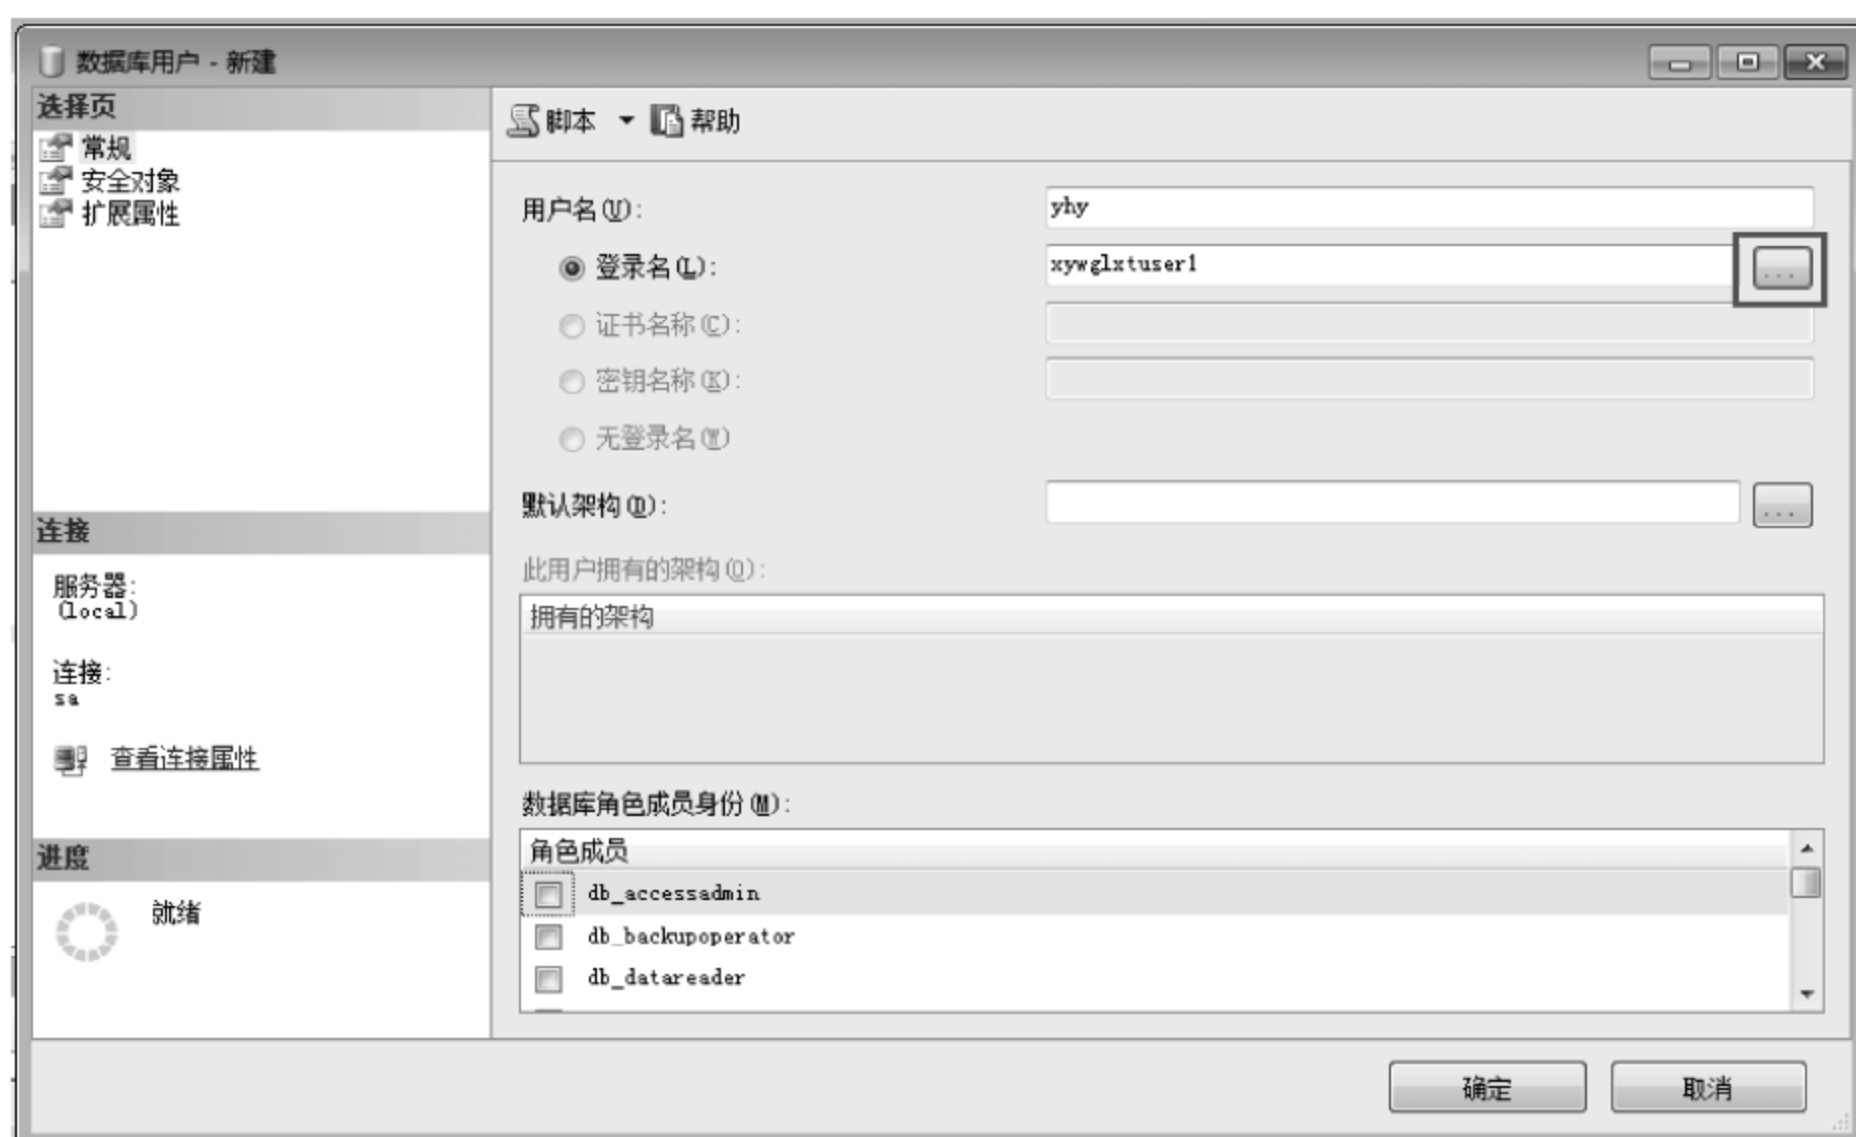 数据库用户 - 新建
选择页
常规
安全对象
扩展属性
脚本
帮助
用户名(U):
yhy
登录名(L):
xywglxtuser1
...
证书名称(C):
密钥名称(K):
无登录名(W)
默认架构(D):
...
此用户拥有的架构(O):
拥有的架构
连接
服务器:
(local)
连接:
sa
查看连接属性
数据库角色成员身份(M):
角色成员
db_accessadmin
db_backupoperator
db_datareader
进度
就绪
确定
取消